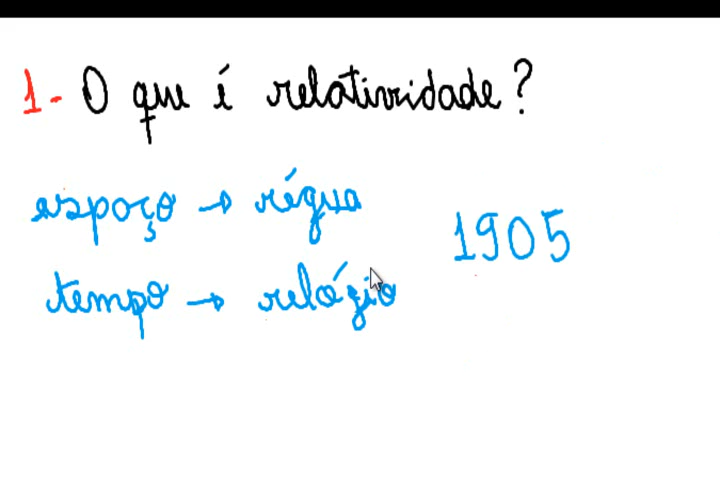 1- O que é relatividade?
espaço → régua
1905
tempo → relógio